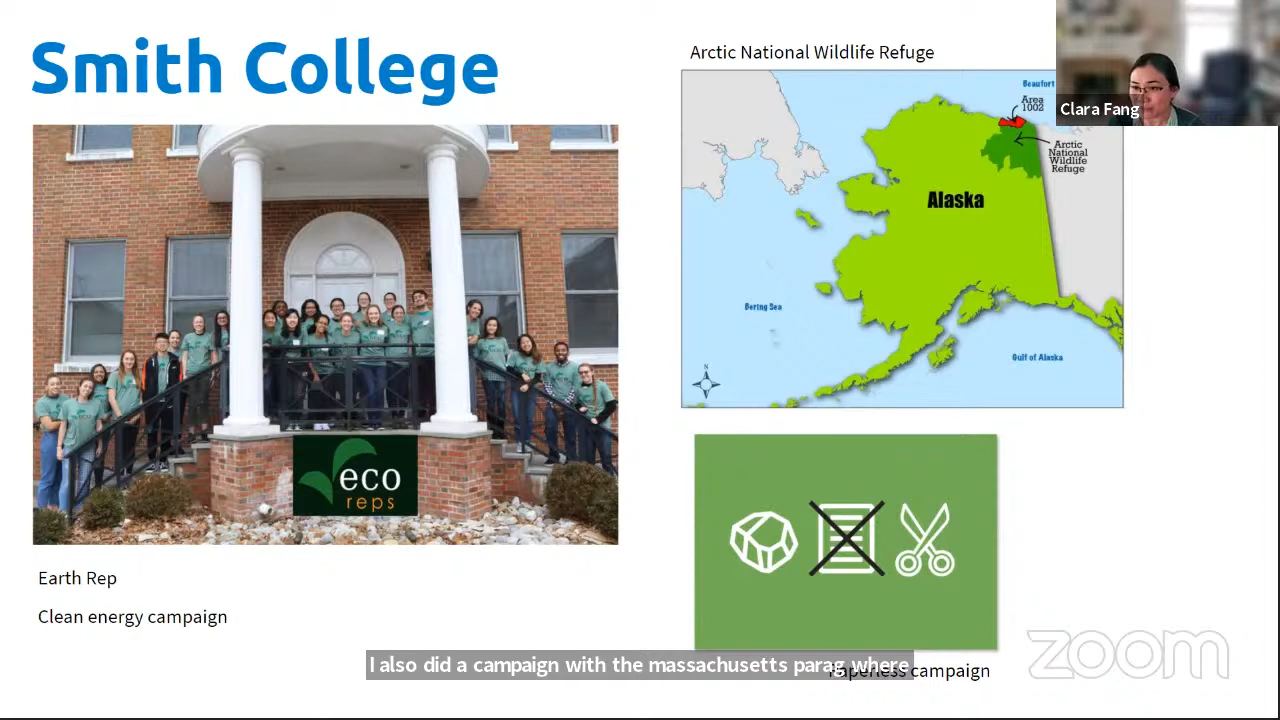 Smith College
Arctic National Wildlife Refuge
Beaufort
Area
1002
Arctic
National
Wildlife
Refuge
Alaska
Bering Sea
Gulf of Alaska
N
Clara Fang
eco
reps
Earth Rep
Clean energy campaign
I also did a campaign with the massachusetts parag, where
Paperless campaign
zoom